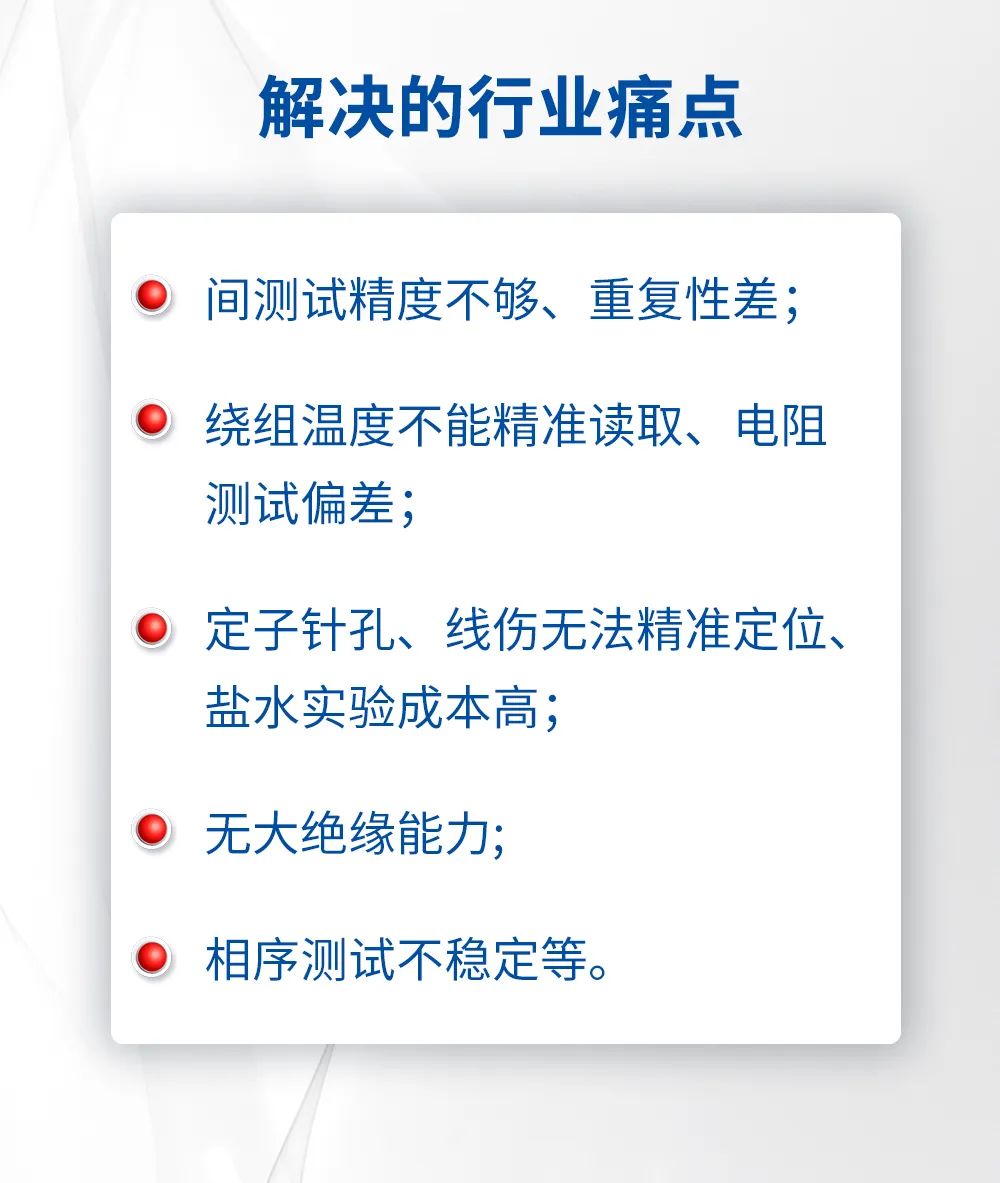 解决的行业痛点
间测试精度不够、重复性差；
绕组温度不能精准读取、电阻
测试偏差；
定子针孔、线伤无法精准定位、
盐水实验成本高；
无大绝缘能力;
相序测试不稳定等。